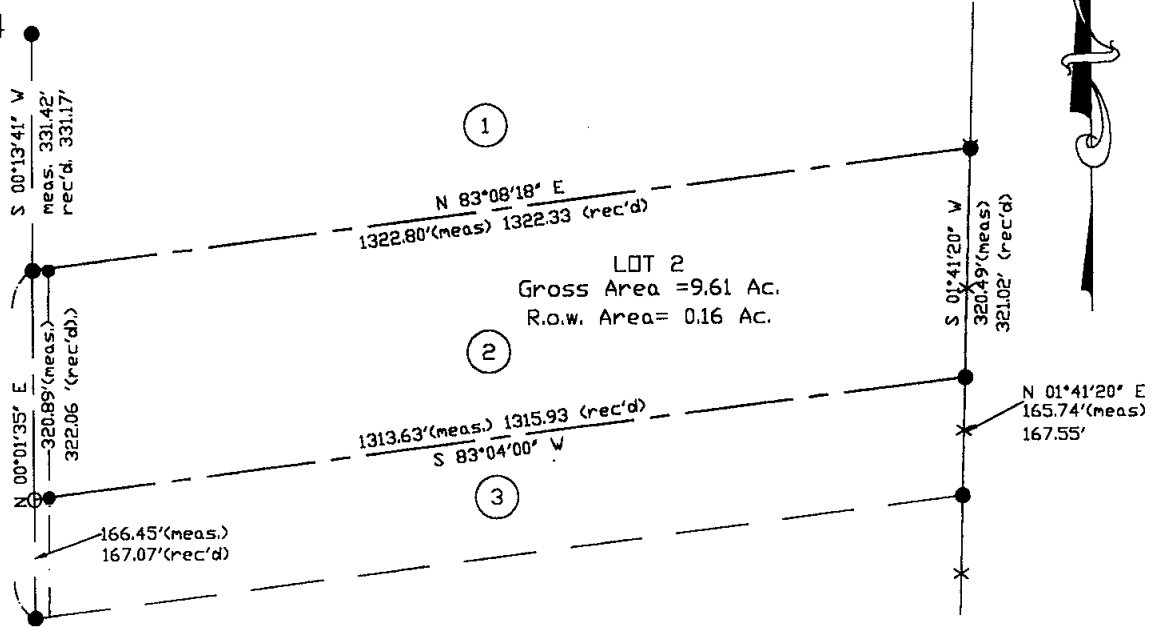 4
S 00°13'41" W
meas. 331.42'
rec'd. 331.17'
1
N 83°08'18" E
1322.80'(meas) 1322.33 (rec'd)
LOT 2
Gross Area =9.61 Ac.
R.o.w. Area= 0.16 Ac.
S 01°41'20" W
320.49'(meas)
321.02' (rec'd)
2
N 00°01'35" E
320.89'(meas.)
322.06 '(rec'd).)
1313.63'(meas.) 1315.93 (rec'd)
S 83°04'00" W
N 01°41'20" E
165.74'(meas)
167.55'
3
166.45'(meas.)
167.07'(rec'd)